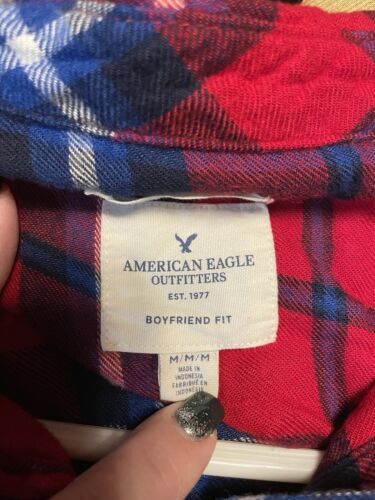 AMERICAN EAGLE
OUTFITTERS
EST. 1977
BOYFRIEND FIT
M/M/M
MADE IN
INDONESIA
FABRIQUÉ EN
INDONÉSIE